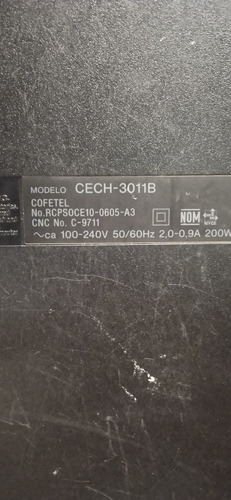 MODELO CECH-3011B
COFETEL
No.RCPSOCE10-0605-A3
CNC No. C-9711
NOM
NYCE
~ca 100-240V 50/60Hz 2,0-0,9A 200W